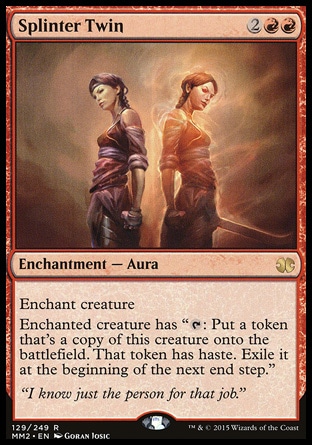 Splinter Twin 2
Enchantment — Aura
Enchant creature
Enchanted creature has “: Put a token
that’s a copy of this creature onto the
battlefield. That token has haste. Exile it
at the beginning of the next end step.”
“I know just the person for that job.”
129/249 R
MM2 • EN Goran Josic
™ & © 2015 Wizards of the Coast